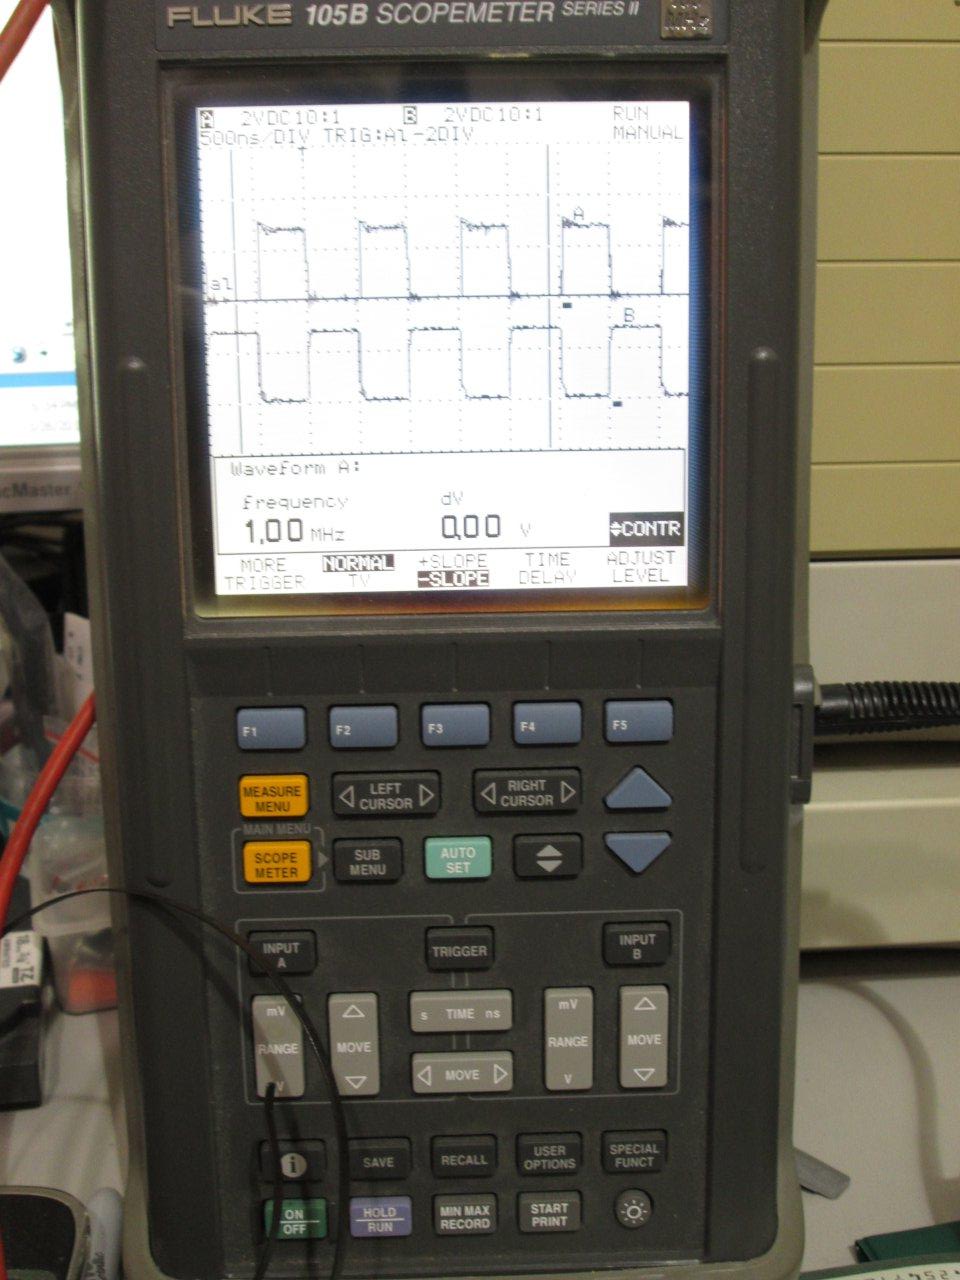 FLUKE 105B SCOPEMETER SERIES II
MHz
A 2VDC10:1 B 2VDC10:1 RUN
500ns/DIV TRIG:A↓-2DIV MANUAL
A
B
Waveform A:
frequency dV
1,00 MHz 0,00 V CONTR
MORE TRIGGER NORMAL TV +SLOPE -SLOPE TIME DELAY ADJUST LEVEL
F1 F2 F3 F4 F5
MEASURE MENU LEFT CURSOR RIGHT CURSOR
MAIN MENU
SCOPE METER SUB MENU AUTO SET
INPUT A TRIGGER INPUT B
mV RANGE V MOVE s TIME ns mV RANGE V MOVE
MOVE
i SAVE RECALL USER OPTIONS SPECIAL FUNCT
ON OFF HOLD RUN MIN MAX RECORD START PRINT
cMaster